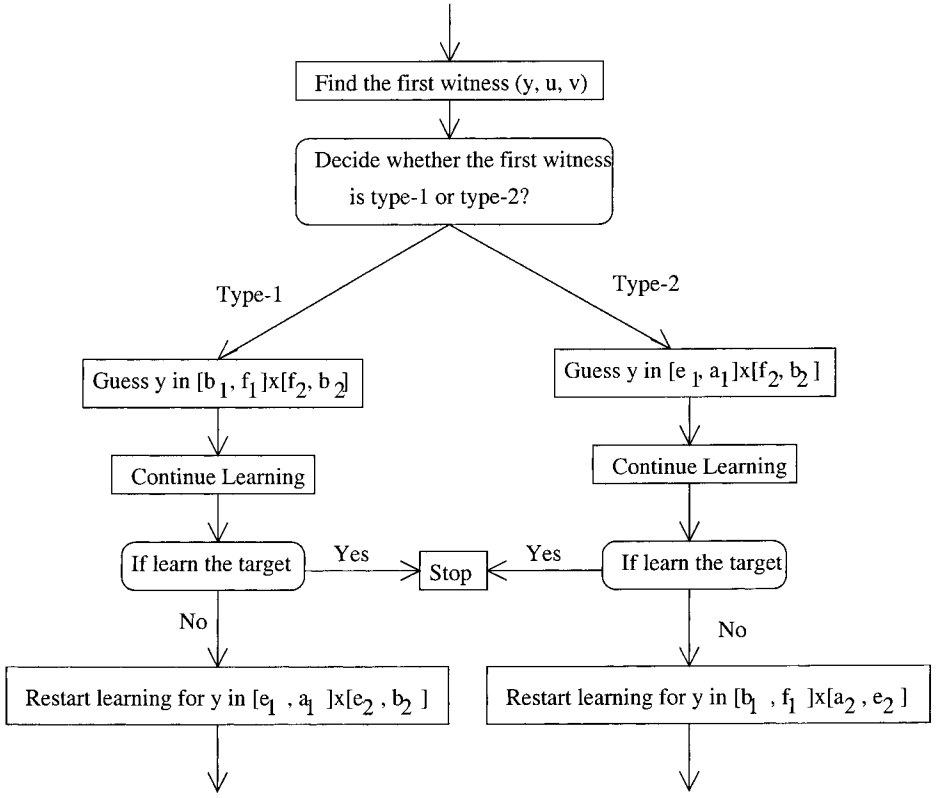 Find the first witness (y, u, v)
Decide whether the first witness
is type-1 or type-2?
Type-1
Type-2
Guess y in [b₁, f₁]x[f₂, b₂]
Guess y in [e₁, a₁]x[f₂, b₂]
Continue Learning
Continue Learning
If learn the target
Yes
Stop
Yes
If learn the target
No
No
Restart learning for y in [e₁, a₁]x[e₂, b₂]
Restart learning for y in [b₁, f₁]x[a₂, e₂]